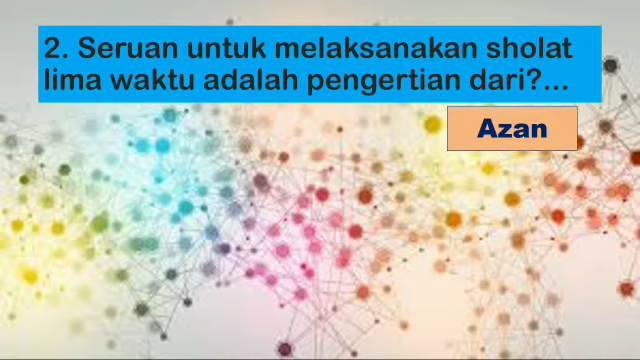 2. Seruan untuk melaksanakan sholat
lima waktu adalah pengertian dari?...
Azan